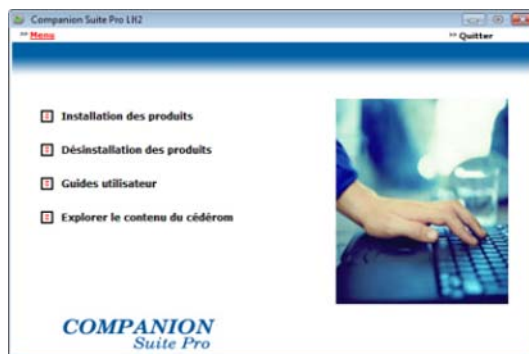 Companion Suite Pro LH2
>> Menu
>> Quitter
Installation des produits
Désinstallation des produits
Guides utilisateur
Explorer le contenu du cédérom
COMPANION
Suite Pro